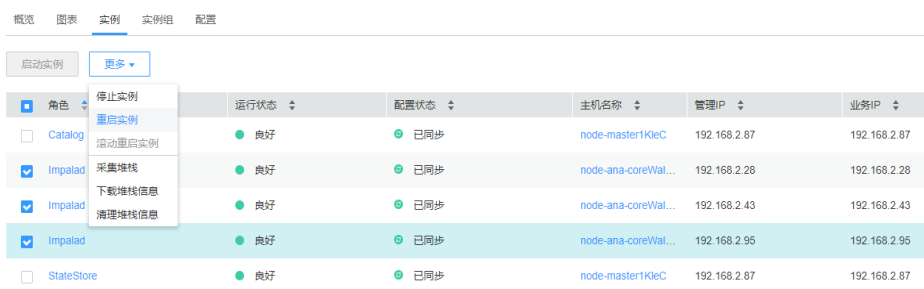 概览 图表 实例 实例组 配置
启动实例 更多
角色 运行状态 配置状态 主机名称 管理IP 业务IP
停止实例
重启实例
滚动重启实例
采集堆栈
下载堆栈信息
清理堆栈信息
Catalog 良好 已同步 node-master1KleC 192.168.2.87 192.168.2.87
Impalad 良好 已同步 node-ana-coreWal... 192.168.2.28 192.168.2.28
Impalad 良好 已同步 node-ana-coreWal... 192.168.2.43 192.168.2.43
Impalad 良好 已同步 node-ana-coreWal... 192.168.2.95 192.168.2.95
StateStore 良好 已同步 node-master1KleC 192.168.2.87 192.168.2.87